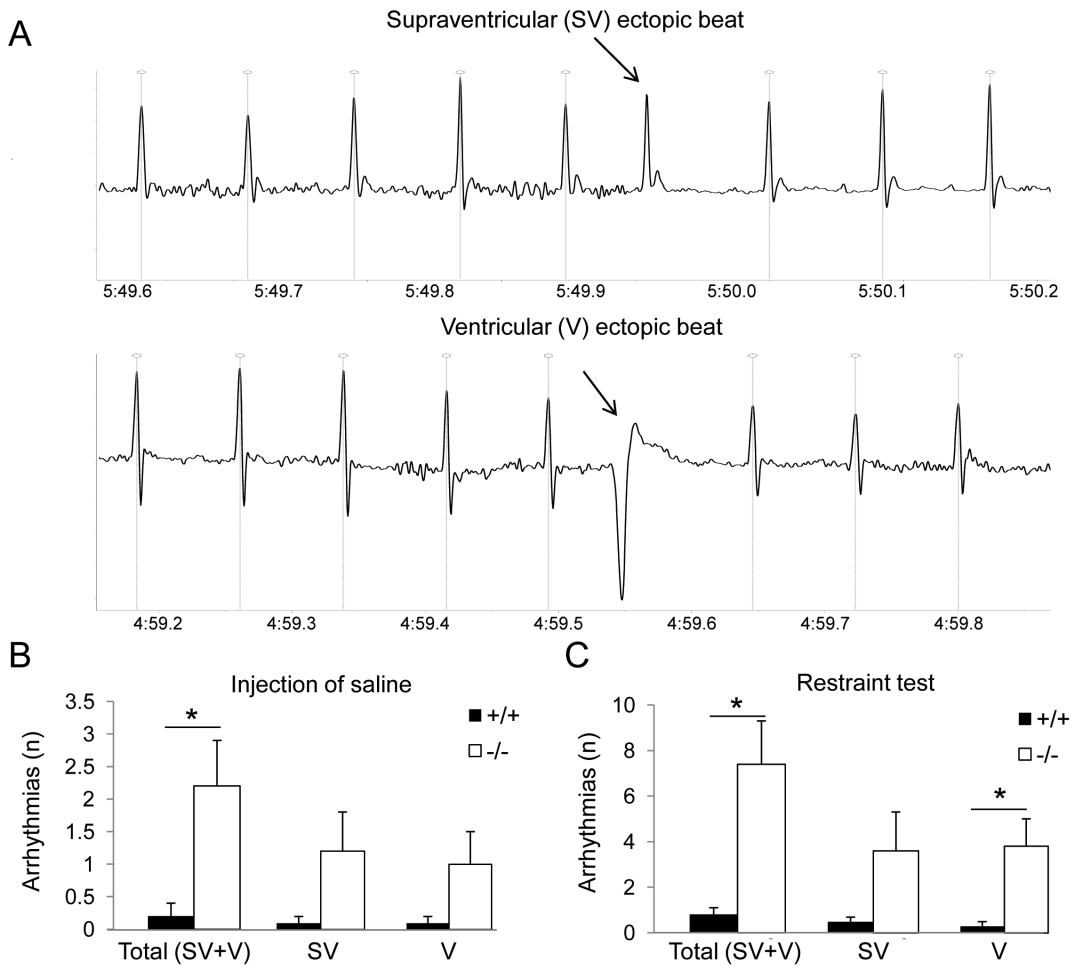 A
Supraventricular (SV) ectopic beat
5:49.6 5:49.7 5:49.8 5:49.9 5:50.0 5:50.1 5:50.2
Ventricular (V) ectopic beat
4:59.2 4:59.3 4:59.4 4:59.5 4:59.6 4:59.7 4:59.8
B
Injection of saline
Arrhythmias (n)
3.5
3
2.5
2
1.5
1
0.5
0
*
+/+
-/-
Total (SV+V) SV V
C
Restraint test
Arrhythmias (n)
10
8
6
4
2
0
*
*
+/+
-/-
Total (SV+V) SV V